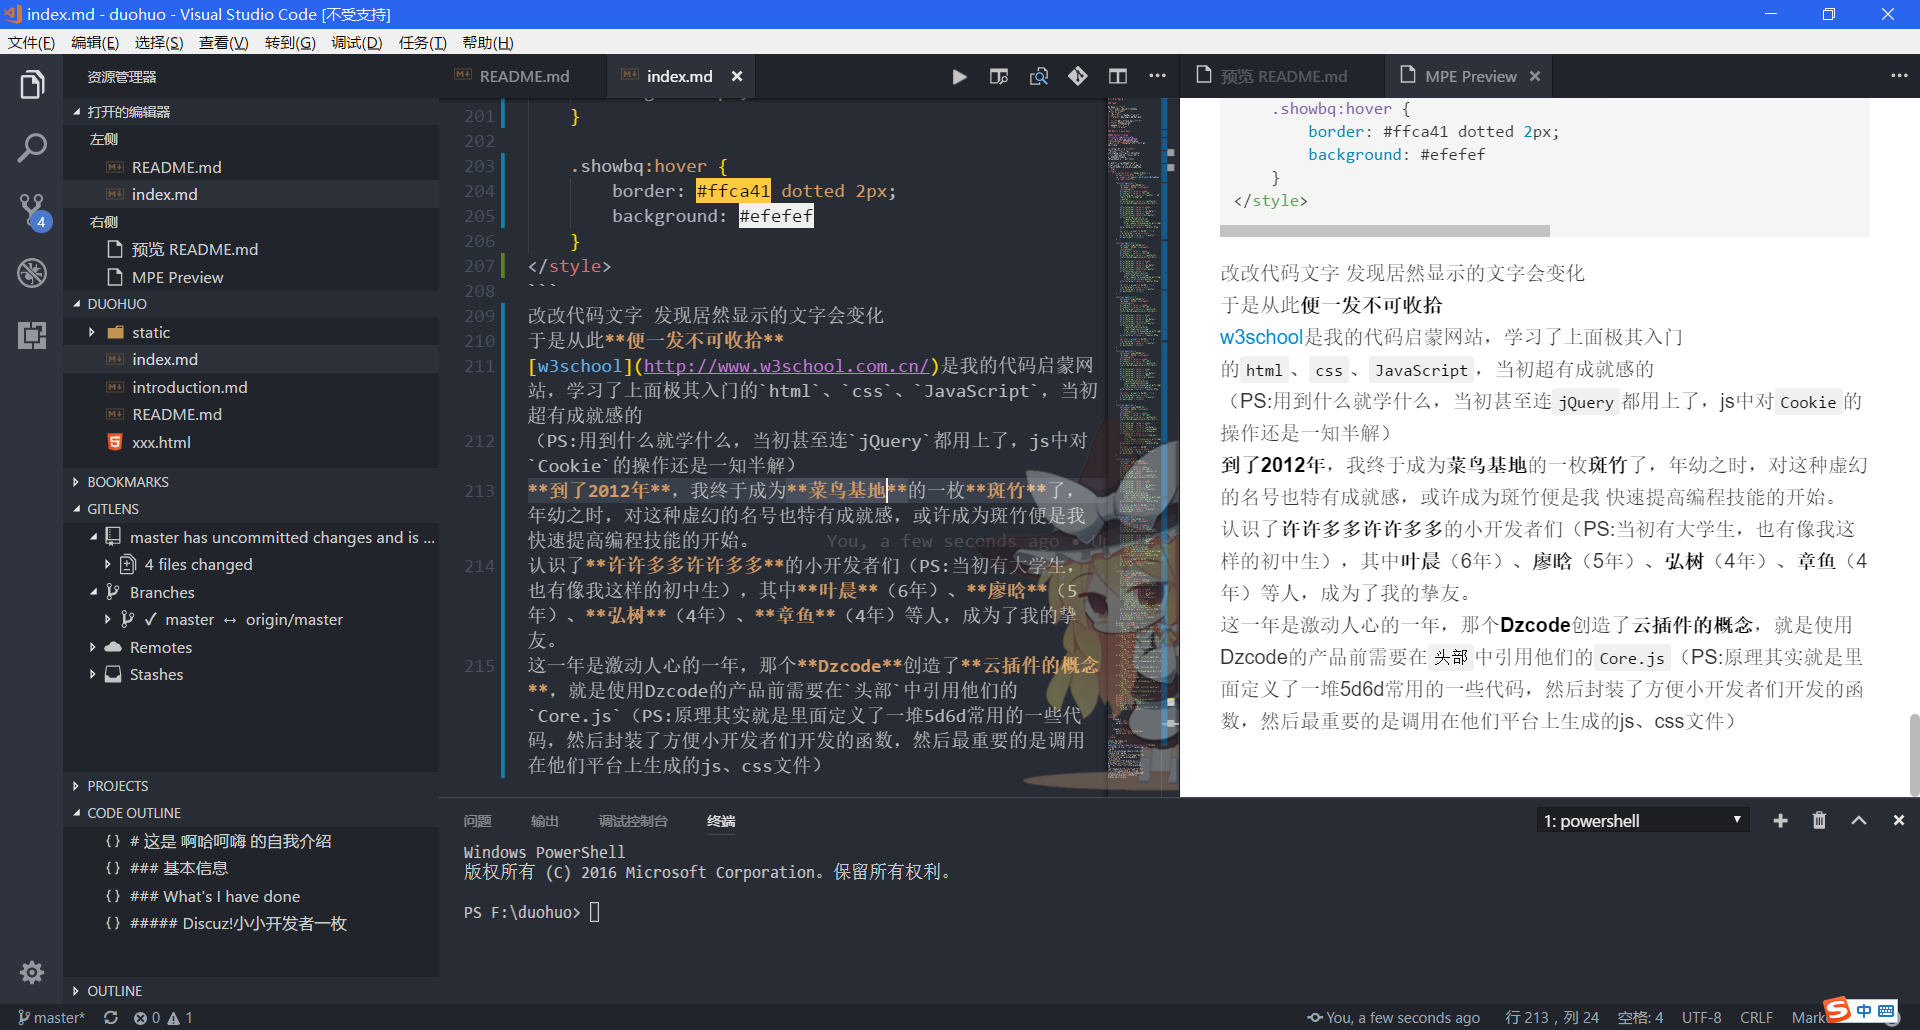 index.md - duohuo - Visual Studio Code [不受支持]
文件(F) 编辑(E) 选择(S) 查看(V) 转到(G) 调试(D) 任务(T) 帮助(H)
资源管理器
打开的编辑器
左侧
README.md
index.md
右侧
预览 README.md
MPE Preview
DUOHUO
static
index.md
introduction.md
README.md
xxx.html
BOOKMARKS
GITLENS
master has uncommitted changes and is ...
4 files changed
Branches
✓ master ↔ origin/master
Remotes
Stashes
PROJECTS
CODE OUTLINE
{} # 这是 啊哈呵嗨 的自我介绍
{} ### 基本信息
{} ### What's I have done
{} ##### Discuz!小小开发者一枚
OUTLINE
4
README.md
index.md
201 }
202
203 .showbq:hover {
204 border: #ffca41 dotted 2px;
205 background: #efefef
206 }
207 </style>
208 ```
209 改改代码文字 发现居然显示的文字会变化
210 于是从此**便一发不可收拾**
211 [w3school](http://www.w3school.com.cn/)是我的代码启蒙网
站，学习了上面极其入门的`html`、`css`、`JavaScript`，当初
超有成就感的
212 （PS:用到什么就学什么，当初甚至连`jQuery`都用上了，js中对
`Cookie`的操作还是一知半解）
213 **到了2012年**，我终于成为**菜鸟基地**的一枚**斑竹**了，
年幼之时，对这种虚幻的名号也特有成就感，或许成为斑竹便是我
快速提高编程技能的开始。 You, a few seconds ago • Un
214 认识了**许许多多许许多多**的小开发者们（PS:当初有大学生，
也有像我这样的初中生），其中**叶晨**（6年）、**廖晗**（5
年）、**弘树**（4年）、**章鱼**（4年）等人，成为了我的挚
友。
215 这一年是激动人心的一年，那个**Dzcode**创造了**云插件的概念
**，就是使用Dzcode的产品前需要在`头部`中引用他们的
`Core.js`（PS:原理其实就是里面定义了一堆5d6d常用的一些代
码，然后封装了方便小开发者们开发的函数，然后最重要的是调用
在他们平台上生成的js、css文件）
预览 README.md
MPE Preview
.showbq:hover {
border: #ffca41 dotted 2px;
background: #efefef
}
</style>
改改代码文字 发现居然显示的文字会变化
于是从此便一发不可收拾
w3school是我的代码启蒙网站，学习了上面极其入门
的html、css、JavaScript，当初超有成就感的
（PS:用到什么就学什么，当初甚至连jQuery都用上了，js中对Cookie的
操作还是一知半解）
到了2012年，我终于成为菜鸟基地的一枚斑竹了，年幼之时，对这种虚幻
的名号也特有成就感，或许成为斑竹便是我 快速提高编程技能的开始。
认识了许许多多许许多多的小开发者们（PS:当初有大学生，也有像我这
样的初中生），其中叶晨（6年）、廖晗（5年）、弘树（4年）、章鱼（4
年）等人，成为了我的挚友。
这一年是激动人心的一年，那个Dzcode创造了云插件的概念，就是使用
Dzcode的产品前需要在头部中引用他们的Core.js（PS:原理其实就是里
面定义了一堆5d6d常用的一些代码，然后封装了方便小开发者们开发的函
数，然后最重要的是调用在他们平台上生成的js、css文件）
问题 输出 调试控制台 终端
1: powershell
Windows PowerShell
版权所有 (C) 2016 Microsoft Corporation。保留所有权利。
PS F:\duohuo>
master* 0 1 You, a few seconds ago 行 213，列 24 空格: 4 UTF-8 CRLF Mark
S 中